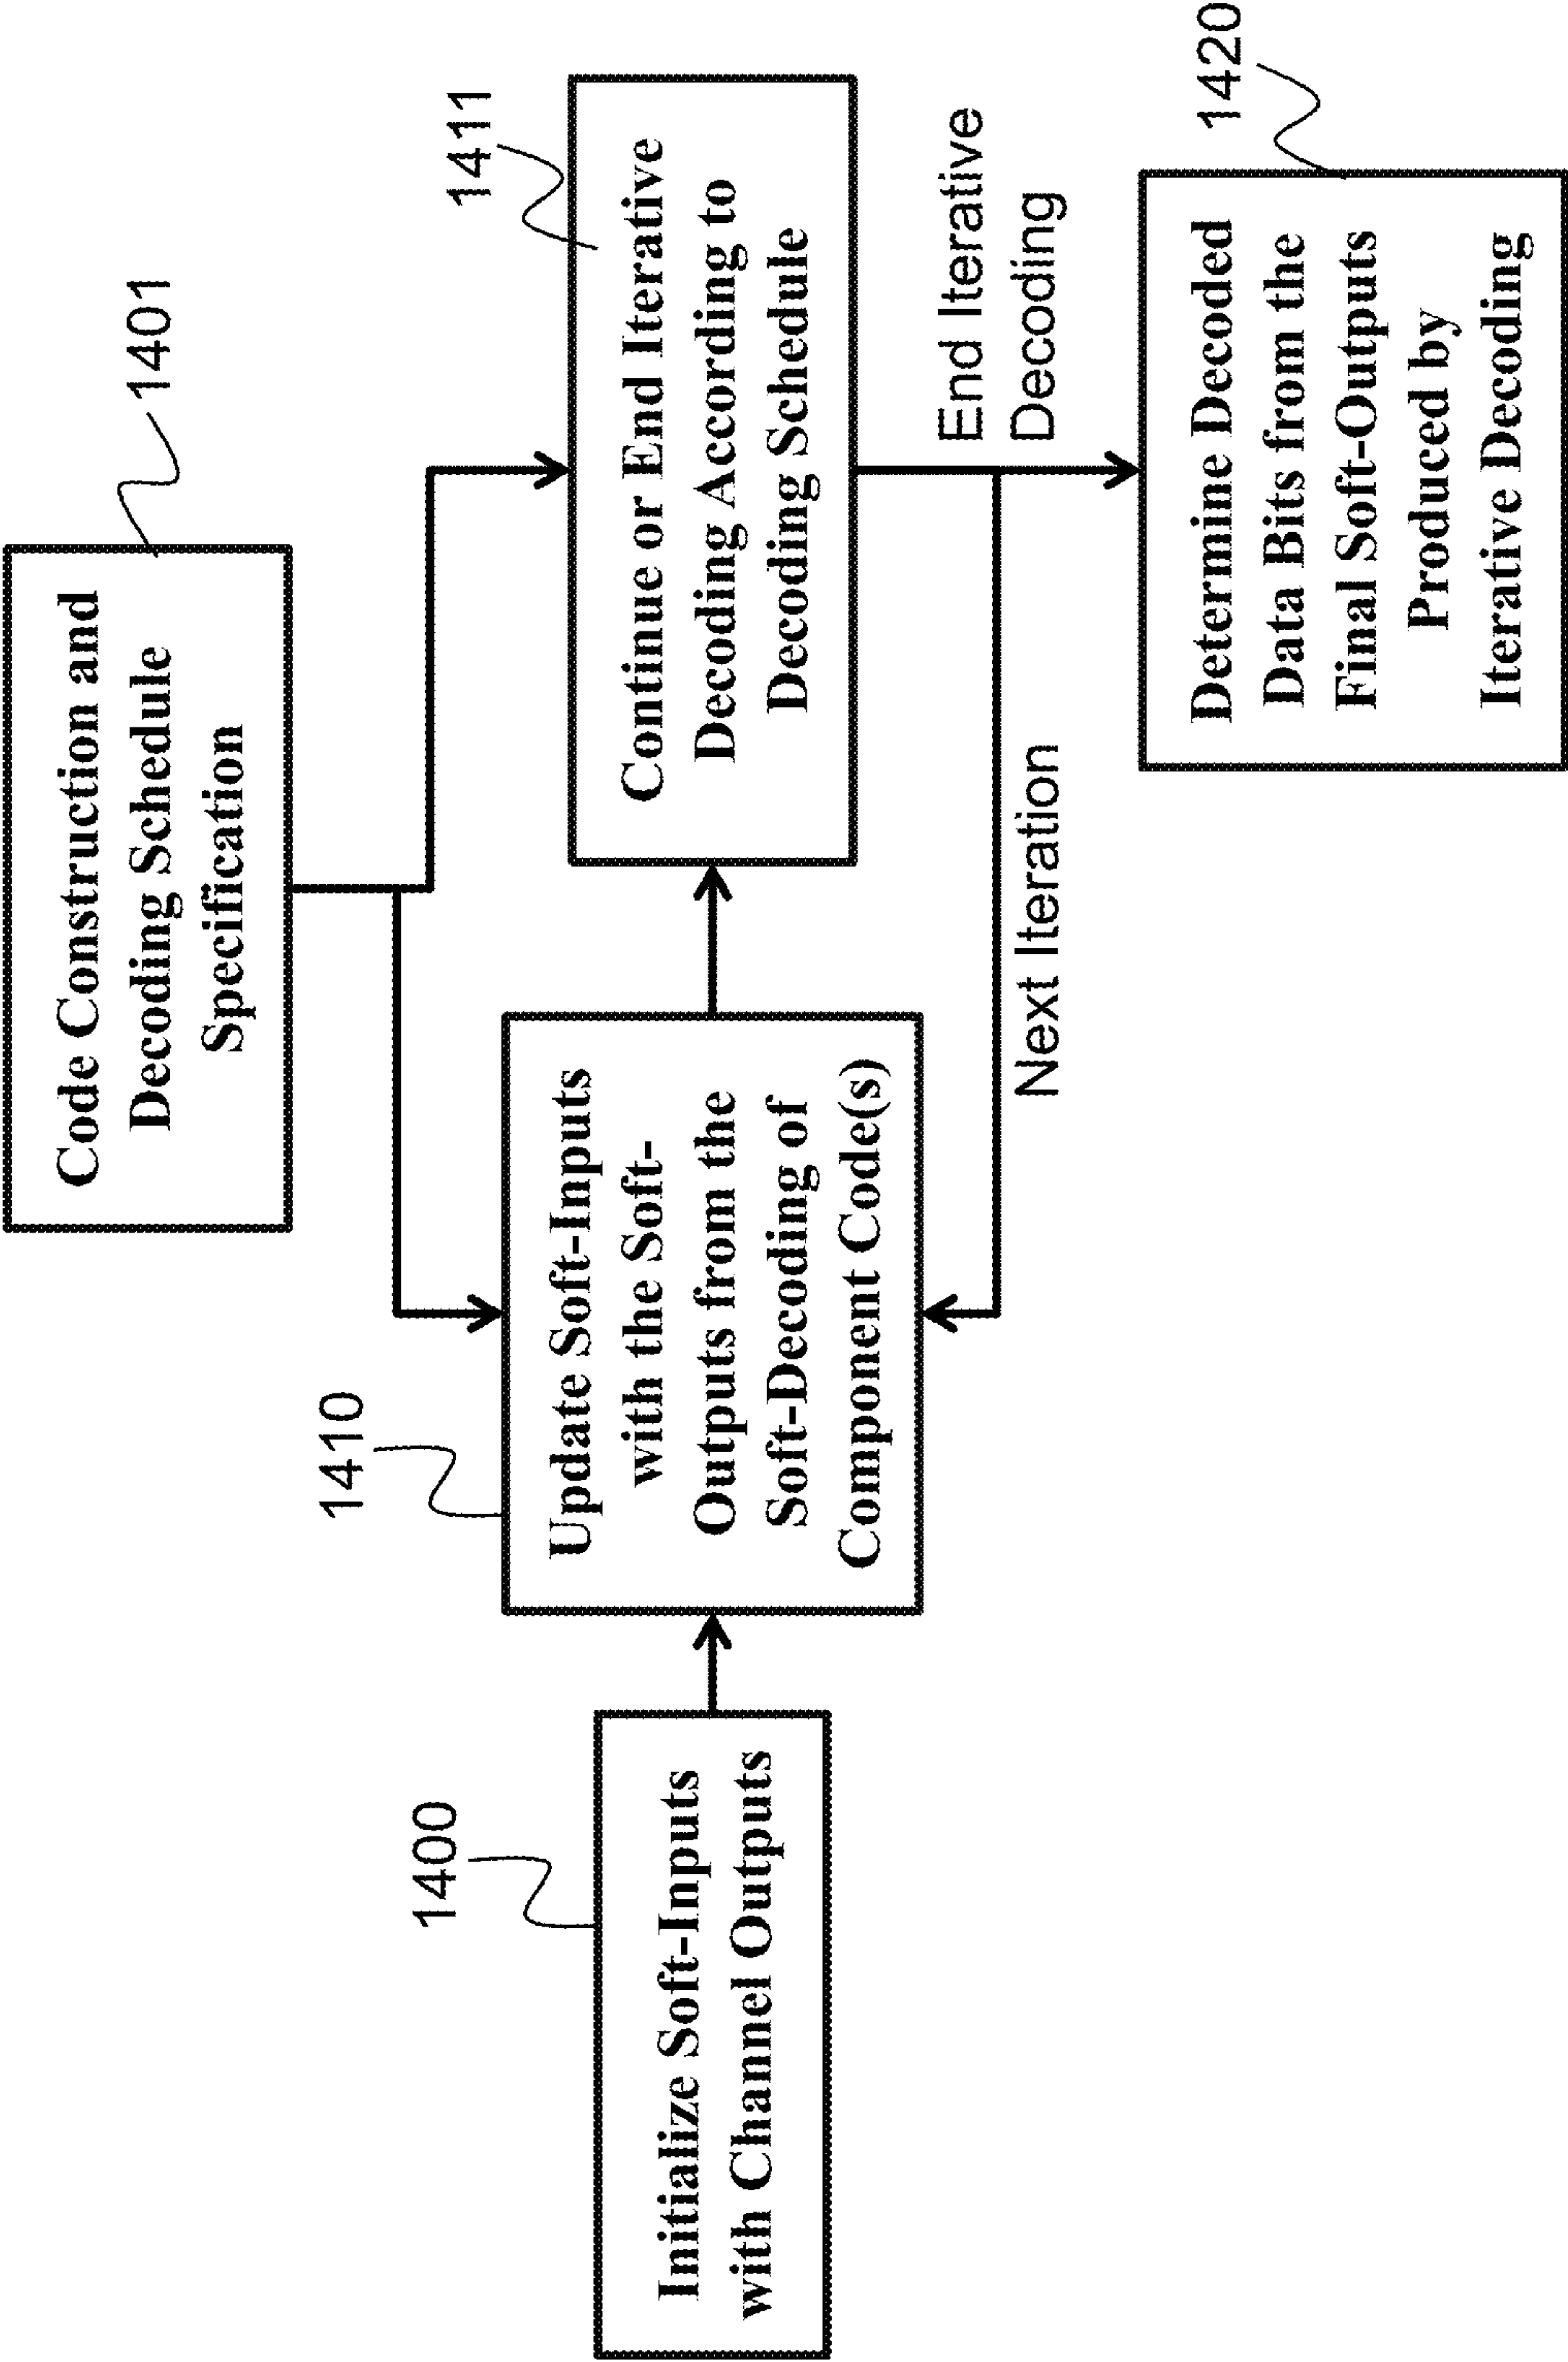 1401
Code Construction and
Decoding Schedule
Specification
1400
Initialize Soft-Inputs
with Channel Outputs
1410
Update Soft-Inputs
with the Soft-
Outputs from the
Soft-Decoding of
Component Code(s)
1411
Continue or End Iterative
Decoding According to
Decoding Schedule
Next Iteration
End Iterative
Decoding
1420
Determine Decoded
Data Bits from the
Final Soft-Outputs
Produced by
Iterative Decoding